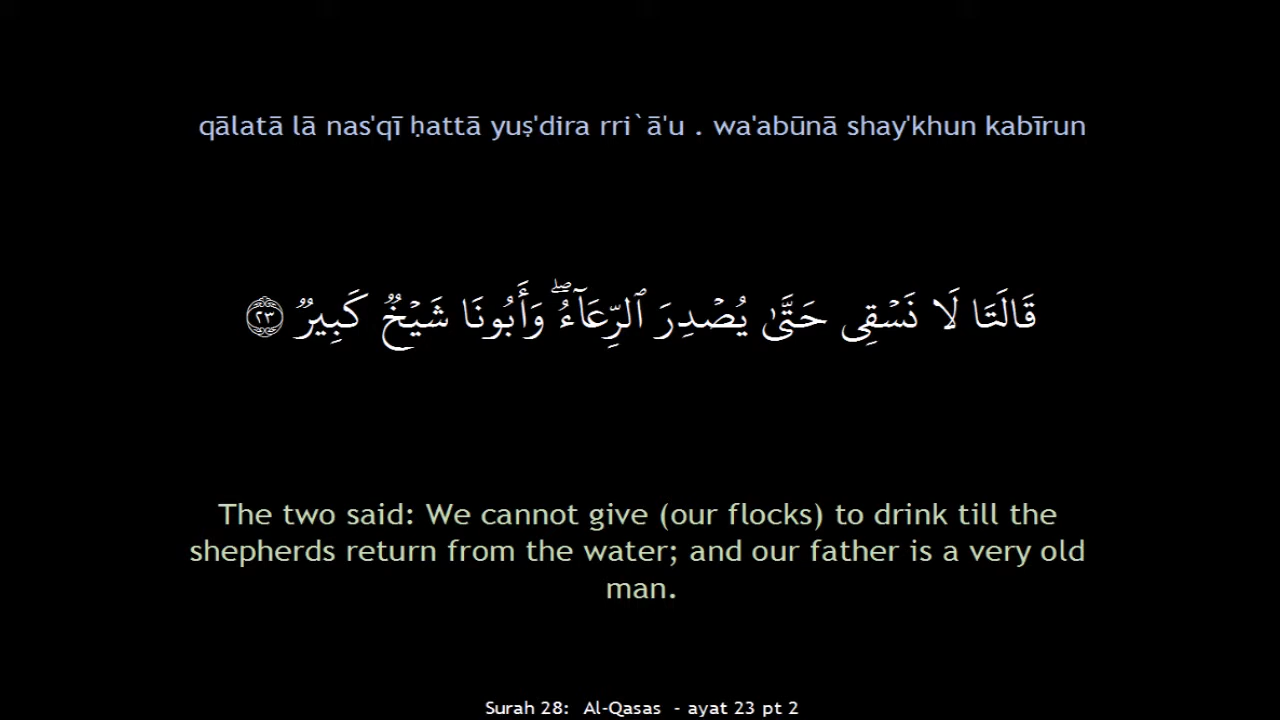 qālatā lā nas'qī ḥattā yuṣ'dira rri`ā'u . wa'abūnā shay'khun kabīrun
قَالَتَا لَا نَسْقِى حَتَّىٰ يُصْدِرَ ٱلرِّعَآءُ ۖ وَأَبُونَا شَيْخٌ كَبِيرٌ ٢٣
The two said: We cannot give (our flocks) to drink till the
shepherds return from the water; and our father is a very old
man.
Surah 28: Al-Qasas - ayat 23 pt 2